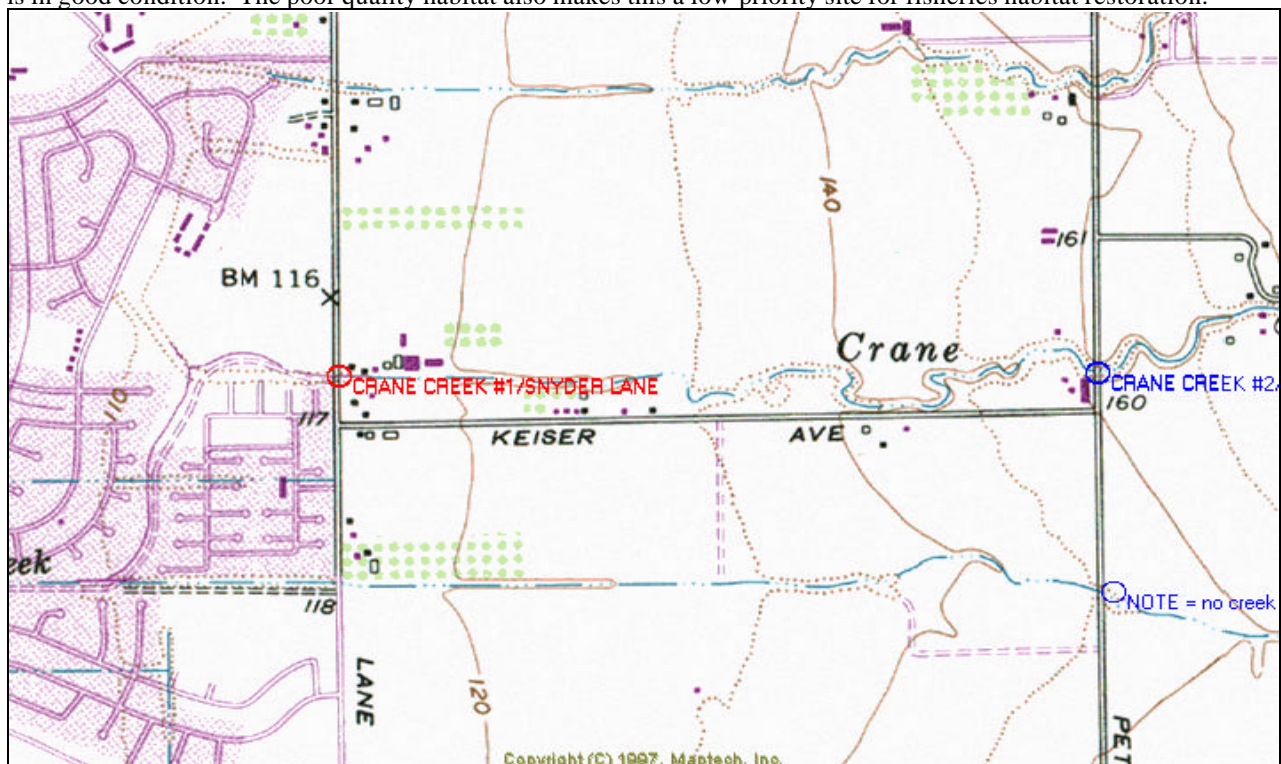 is in good condition. The poor quality habitat also makes this a low priority site for fisheries habitat restoration.
140
161
BM 116
Crane
CRANE CREEK #1/SNYDER LANE
CRANE CREEK #2/
110
117
160
KEISER AVE
eek
118
NOTE = no creek
LANE
120
PET
Copyright (C) 1997, Maptech, Inc.